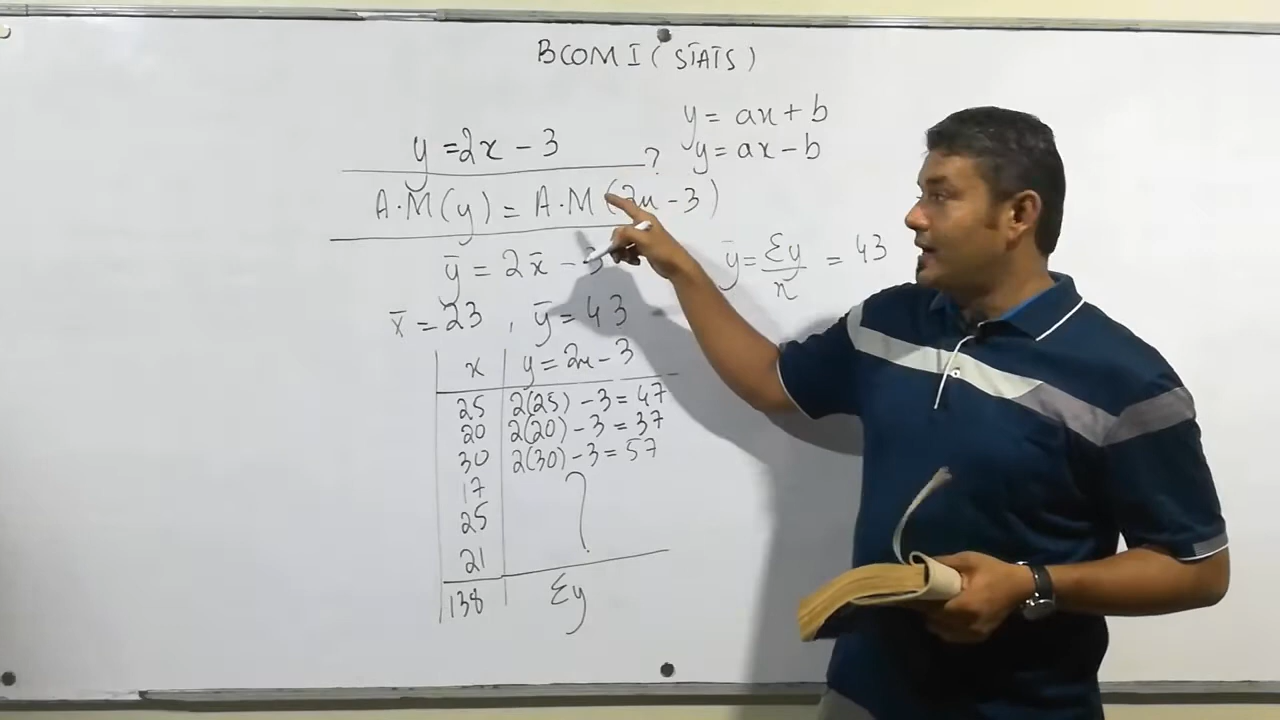 BCOM I (STATS)
y = ax + b
y = 2x - 3
? y = ax - b
A.M(y) = A.M(2x - 3)
ȳ = 2x̄ - 3
ȳ = Σy/n = 43
x̄ = 23 , ȳ = 43
x y = 2x - 3
25 2(25) - 3 = 47
20 2(20) - 3 = 37
30 2(30) - 3 = 57
17
25
21
138 Σy